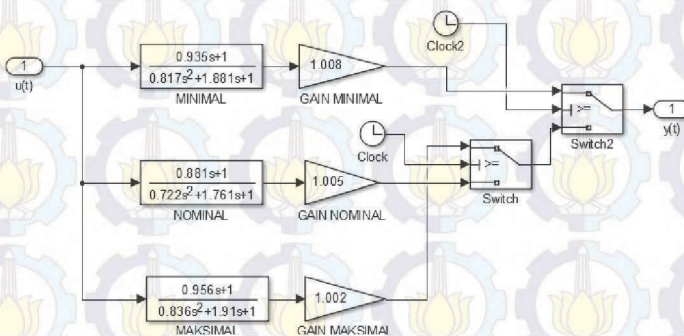 1
u(t)
0.935s+1
0.817s²+1.881s+1
MINIMAL
1.008
GAIN MINIMAL
Clock2
>=
Switch2
1
y(t)
Clock
>=
Switch
0.881s+1
0.722s²+1.761s+1
NOMINAL
1.005
GAIN NOMINAL
0.956s+1
0.836s²+1.91s+1
MAKSIMAL
1.002
GAIN MAKSIMAL